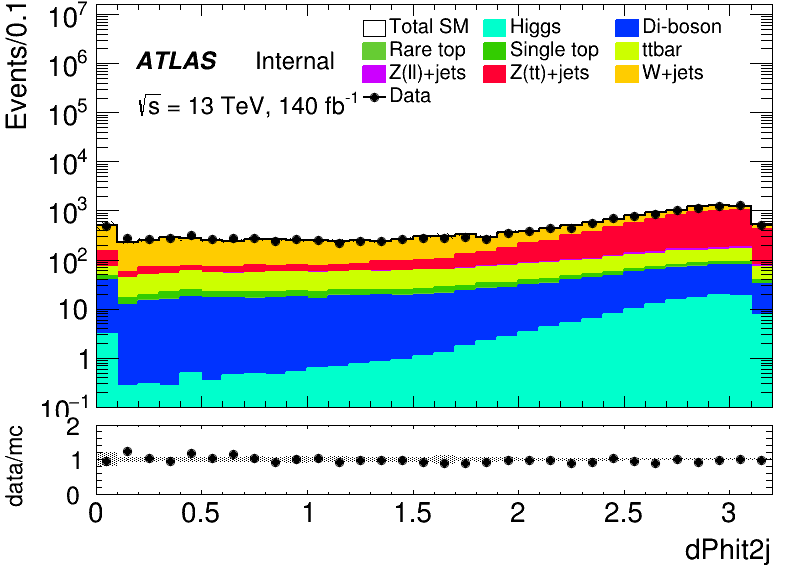 Events/0.1
10⁷
10⁶
10⁵
10⁴
10³
10²
10
1
10⁻¹
ATLAS Internal
√s = 13 TeV, 140 fb⁻¹
Total SM Higgs Di-boson
Rare top Single top ttbar
Z(ll)+jets Z(tt)+jets W+jets
Data
data/mc
2
1
0
0 0.5 1 1.5 2 2.5 3
dPhit2j